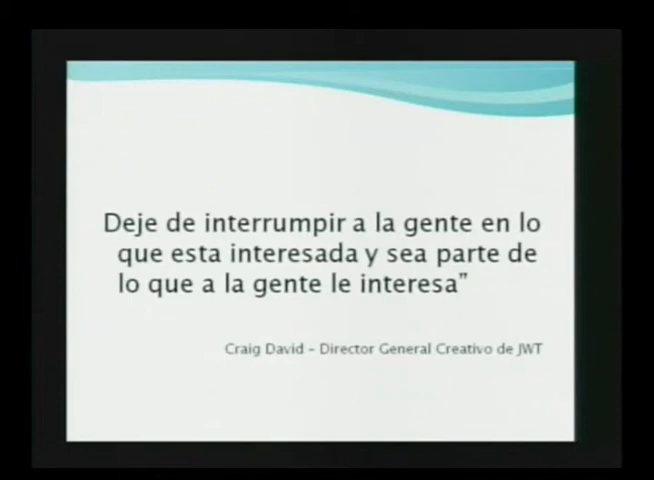 Deje de interrumpir a la gente en lo
que esta interesada y sea parte de
lo que a la gente le interesa”
Craig David – Director General Creativo de JWT